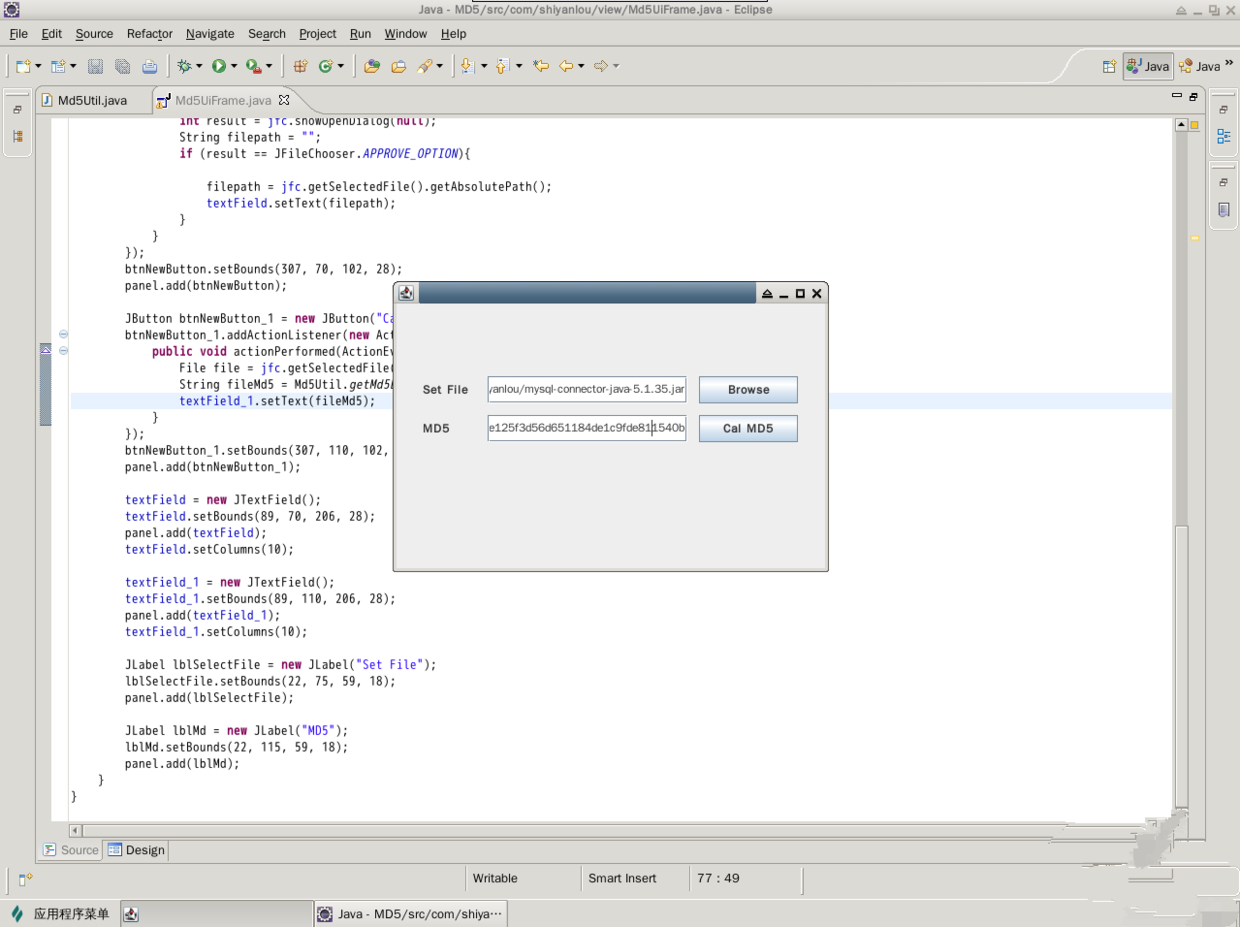 Java - MD5/src/com/shiyanlou/view/Md5UiFrame.java - Eclipse
File Edit Source Refactor Navigate Search Project Run Window Help
Java Java »
Md5Util.java Md5UiFrame.java
int result = jfc.showOpenDialog(null);
String filepath = "";
if (result == JFileChooser.APPROVE_OPTION){
filepath = jfc.getSelectedFile().getAbsolutePath();
textField.setText(filepath);
}
}
});
btnNewButton.setBounds(307, 70, 102, 28);
panel.add(btnNewButton);
JButton btnNewButton_1 = new JButton("Ca
btnNewButton_1.addActionListener(new Act
public void actionPerformed(ActionEv
File file = jfc.getSelectedFile(
String fileMd5 = Md5Util.getMd5
textField_1.setText(fileMd5);
}
});
btnNewButton_1.setBounds(307, 110, 102,
panel.add(btnNewButton_1);
textField = new JTextField();
textField.setBounds(89, 70, 206, 28);
panel.add(textField);
textField.setColumns(10);
textField_1 = new JTextField();
textField_1.setBounds(89, 110, 206, 28);
panel.add(textField_1);
textField_1.setColumns(10);
JLabel lblSelectFile = new JLabel("Set File");
lblSelectFile.setBounds(22, 75, 59, 18);
panel.add(lblSelectFile);
JLabel lblMd = new JLabel("MD5");
lblMd.setBounds(22, 115, 59, 18);
panel.add(lblMd);
}
}
Set File yanlou/mysql-connector-java-5.1.35.jar Browse
MD5 e125f3d56d651184de1c9fde811540b Cal MD5
Source Design
Writable Smart Insert 77 : 49
应用程序菜单 Java - MD5/src/com/shiya···